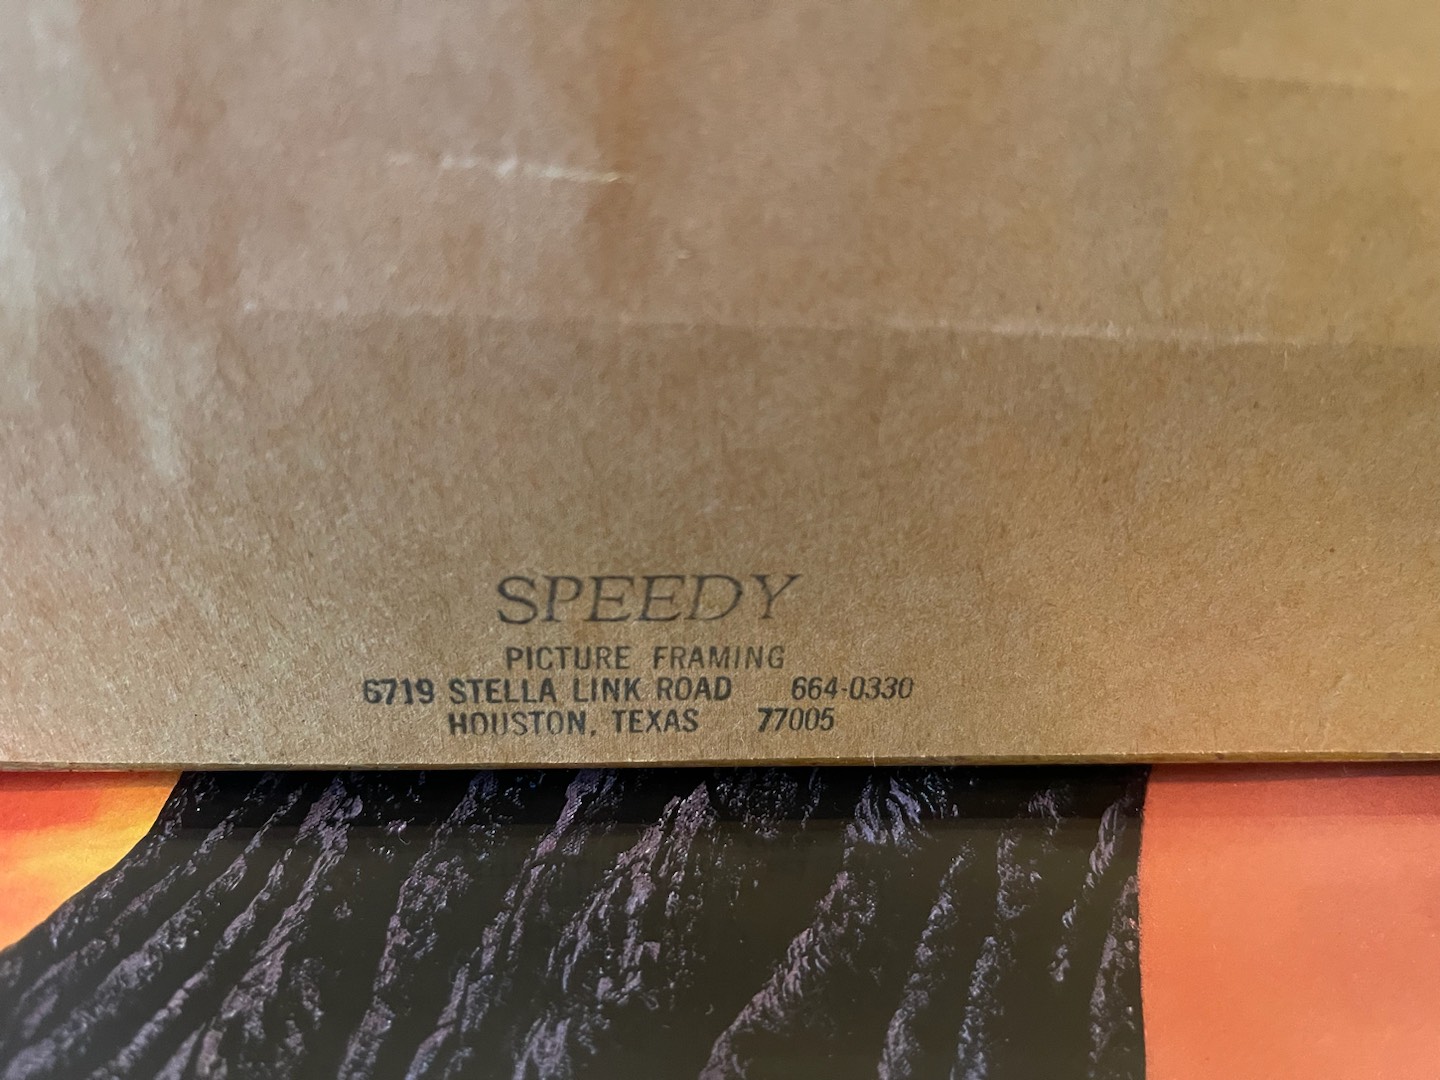 SPEEDY
PICTURE FRAMING
6719 STELLA LINK ROAD 664-0330
HOUSTON, TEXAS 77005